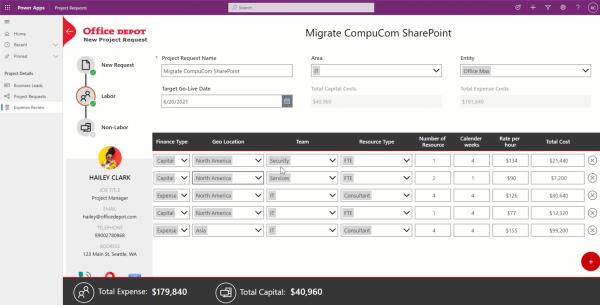 Power Apps | Project Requests
Search
RC
Home
Recent
Pinned
Project Details
Business Leads
Project Requests
Expense Review
Office DEPOT
New Project Request
Migrate CompuCom SharePoint
New Request
Labor
Non-Labor
* Project Request Name
Area
* Entity
Migrate CompuCom SharePoint
IT
Office Max
Target Go-Live Date
Total Capital Costs
Total Expense Costs
6/20/2021
$40,960
$191,840
Finance Type Geo Location Team Resource Type Number of Resource Calender weeks Rate per hour Total Cost
Capital North America Security FTE 1 4 $134 $21,440
Capital North America Services FTE 2 1 $90 $7,200
Expense North America IT Consultant 4 4 $126 $80,640
Capital North America IT FTE 1 4 $77 $12,320
Expense Asia IT Consultant 4 4 $155 $99,200
HAILEY CLARK
JOB TITLE
Project Manager
EMAIL
hailey@officedepot.com
TELEPHONE
89002780868
ADDRESS
123 Main St. Seattle, WA
Total Expense: $179,840
Total Capital: $40,960